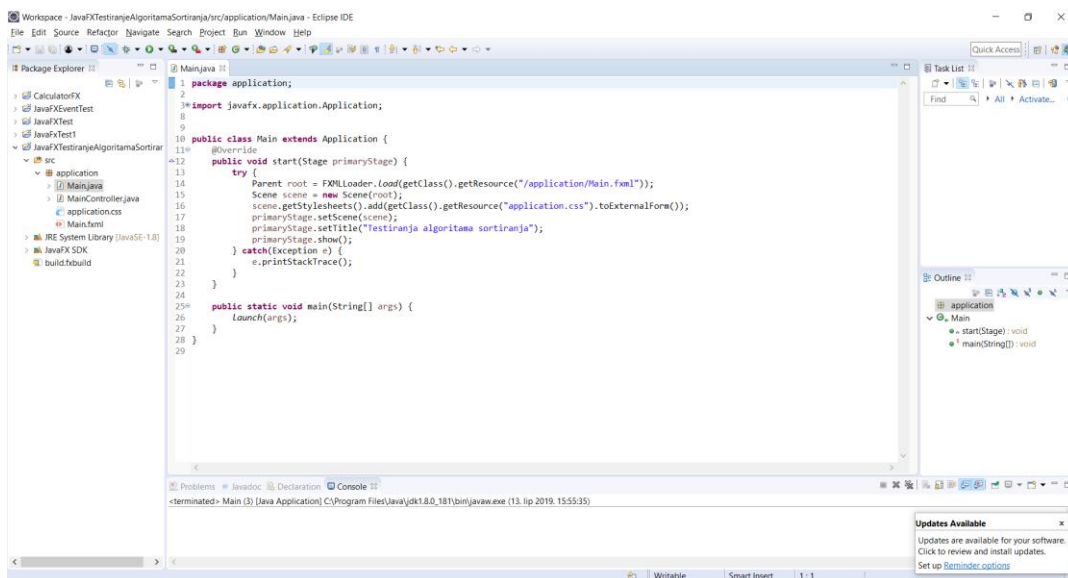 Workspace - JavaFXTestiranjeAlgoritamaSortiranja/src/application/Main.java - Eclipse IDE
File Edit Source Refactor Navigate Search Project Run Window Help
Quick Access
Package Explorer
CalculatorFX
JavaFXEventTest
JavaFXTest
JavaFxTest1
JavaFXTestiranjeAlgoritamaSortirar
src
application
Main.java
MainController.java
application.css
Main.fxml
JRE System Library [JavaSE-1.8]
JavaFX SDK
build.fxbuild
Main.java
1 package application;
2
3 import javafx.application.Application;
8
9
10 public class Main extends Application {
11 @Override
12 public void start(Stage primaryStage) {
13 try {
14 Parent root = FXMLLoader.load(getClass().getResource("/application/Main.fxml"));
15 Scene scene = new Scene(root);
16 scene.getStylesheets().add(getClass().getResource("application.css").toExternalForm());
17 primaryStage.setScene(scene);
18 primaryStage.setTitle("Testiranja algoritama sortiranja");
19 primaryStage.show();
20 } catch(Exception e) {
21 e.printStackTrace();
22 }
23 }
24
25 public static void main(String[] args) {
26 launch(args);
27 }
28 }
29
Task List
Find All Activate...
Outline
application
Main
start(Stage) : void
main(String[]) : void
Problems Javadoc Declaration Console
<terminated> Main (3) [Java Application] C:\Program Files\Java\jdk1.8.0_181\bin\javaw.exe (13. lip 2019. 15:55:35)
Updates Available
Updates are available for your software.
Click to review and install updates.
Set up Reminder options
Writable Smart Insert 1 : 1